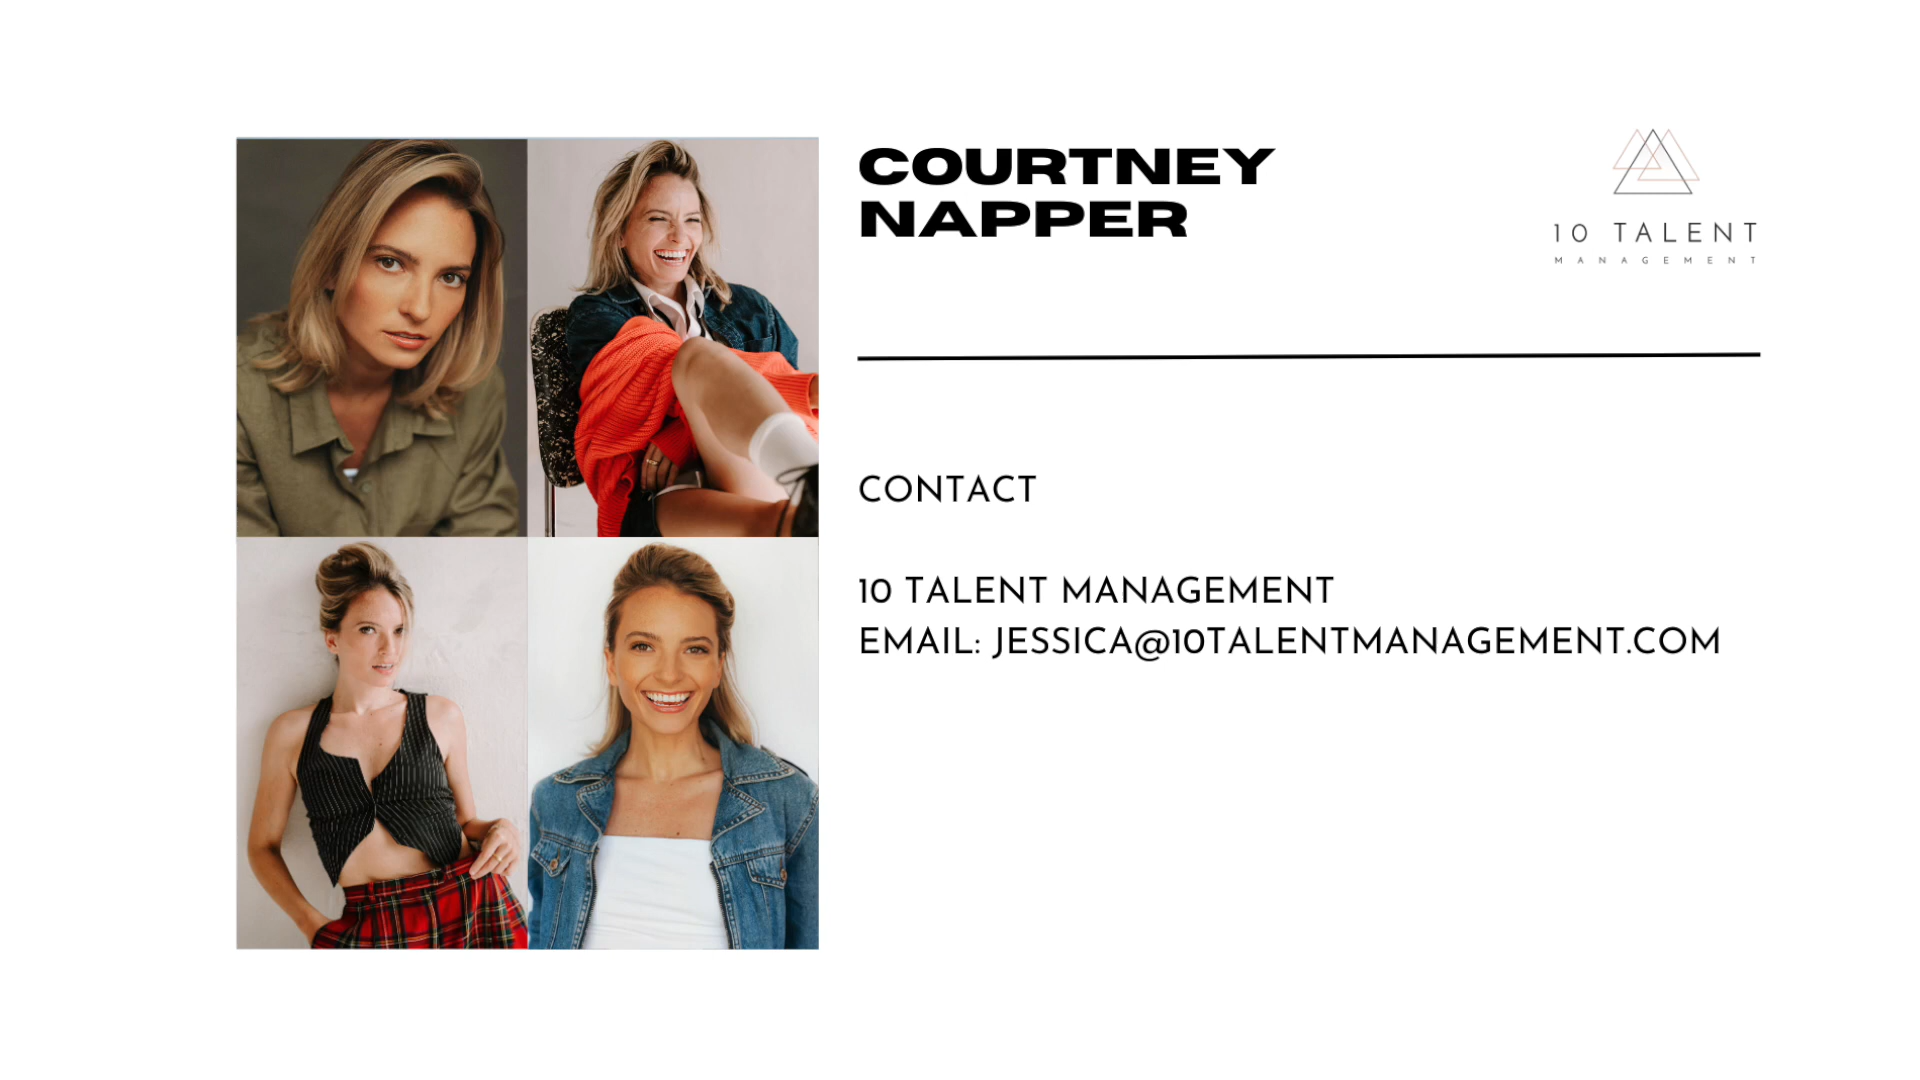 COURTNEY
NAPPER
10 TALENT
MANAGEMENT
CONTACT
10 TALENT MANAGEMENT
EMAIL: JESSICA@10TALENTMANAGEMENT.COM